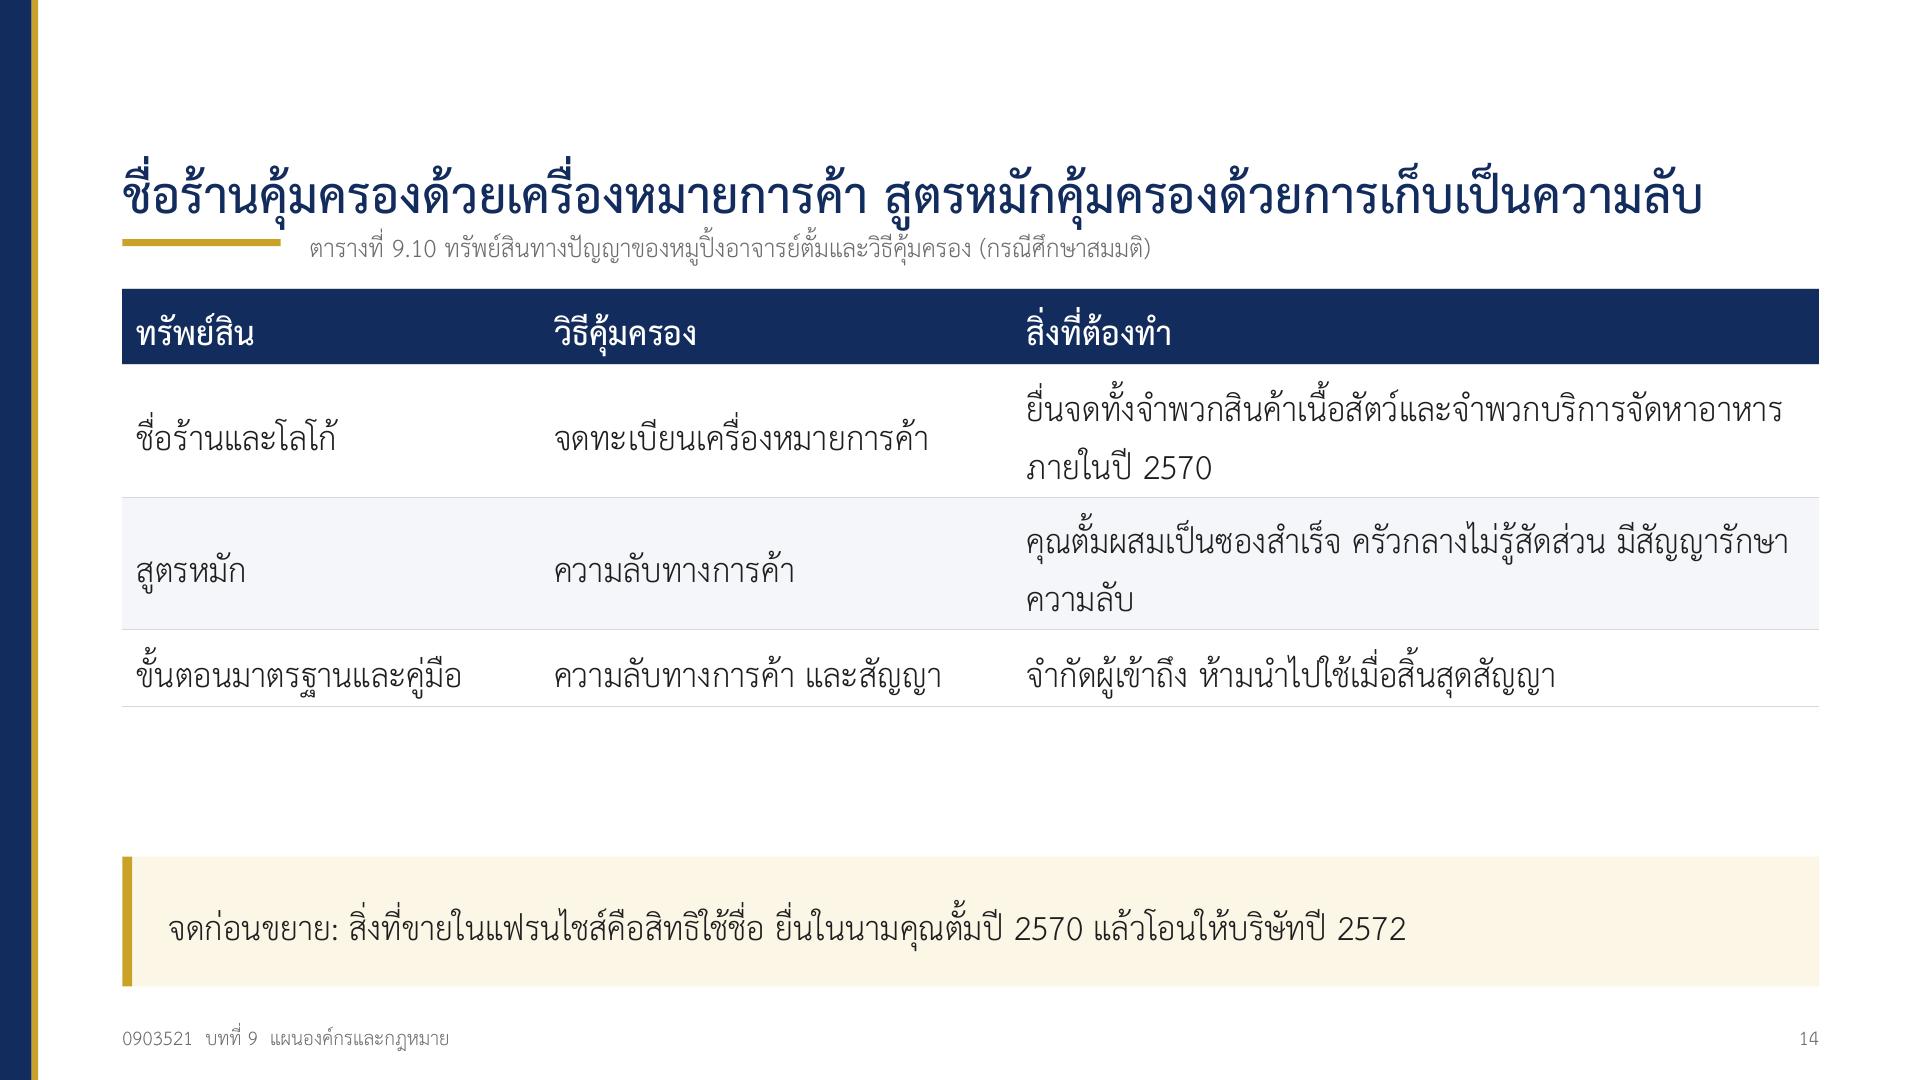 ชื่อร้านคุ้มครองด้วยเครื่องหมายการค้า สูตรหมักคุ้มครองด้วยการเก็บเป็นความลับ
ตารางที่ 9.10 ทรัพย์สินทางปัญญาของหมูปิ้งอาจารย์ตั้มและวิธีคุ้มครอง (กรณีศึกษาสมมติ)
ทรัพย์สิน วิธีคุ้มครอง สิ่งที่ต้องทำ
ชื่อร้านและโลโก้ จดทะเบียนเครื่องหมายการค้า ยื่นจดทั้งจำพวกสินค้าเนื้อสัตว์และจำพวกบริการจัดหาอาหาร
ภายในปี 2570
สูตรหมัก ความลับทางการค้า คุณตั้มผสมเป็นซองสำเร็จ ครัวกลางไม่รู้สัดส่วน มีสัญญารักษา
ความลับ
ขั้นตอนมาตรฐานและคู่มือ ความลับทางการค้า และสัญญา จำกัดผู้เข้าถึง ห้ามนำไปใช้เมื่อสิ้นสุดสัญญา
จดก่อนขยาย: สิ่งที่ขายในแฟรนไชส์คือสิทธิใช้ชื่อ ยื่นในนามคุณตั้มปี 2570 แล้วโอนให้บริษัทปี 2572
0903521 บทที่ 9 แผนองค์กรและกฎหมาย 14